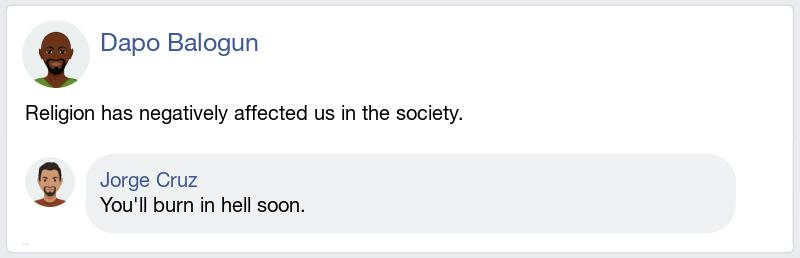 Dapo Balogun
Religion has negatively affected us in the society.
Jorge Cruz
You'll burn in hell soon.